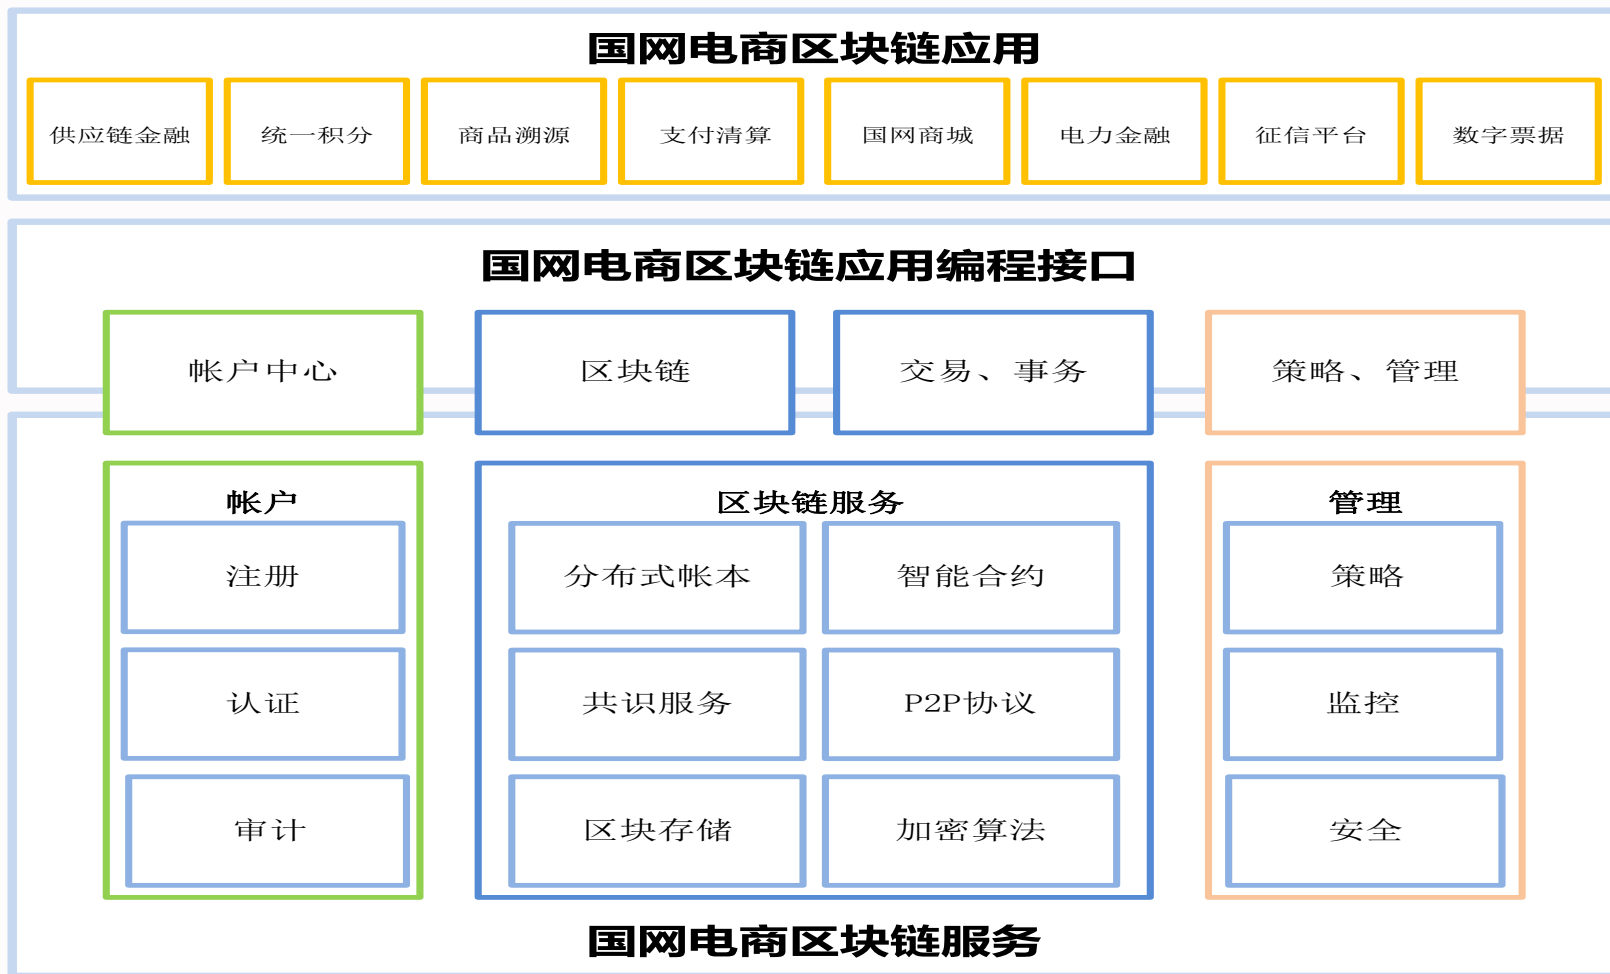 国网电商区块链应用
供应链金融
统一积分
商品溯源
支付清算
国网商城
电力金融
征信平台
数字票据
国网电商区块链应用编程接口
帐户中心
区块链
交易、事务
策略、管理
帐户
注册
认证
审计
区块链服务
分布式帐本
智能合约
共识服务
P2P协议
区块存储
加密算法
管理
策略
监控
安全
国网电商区块链服务